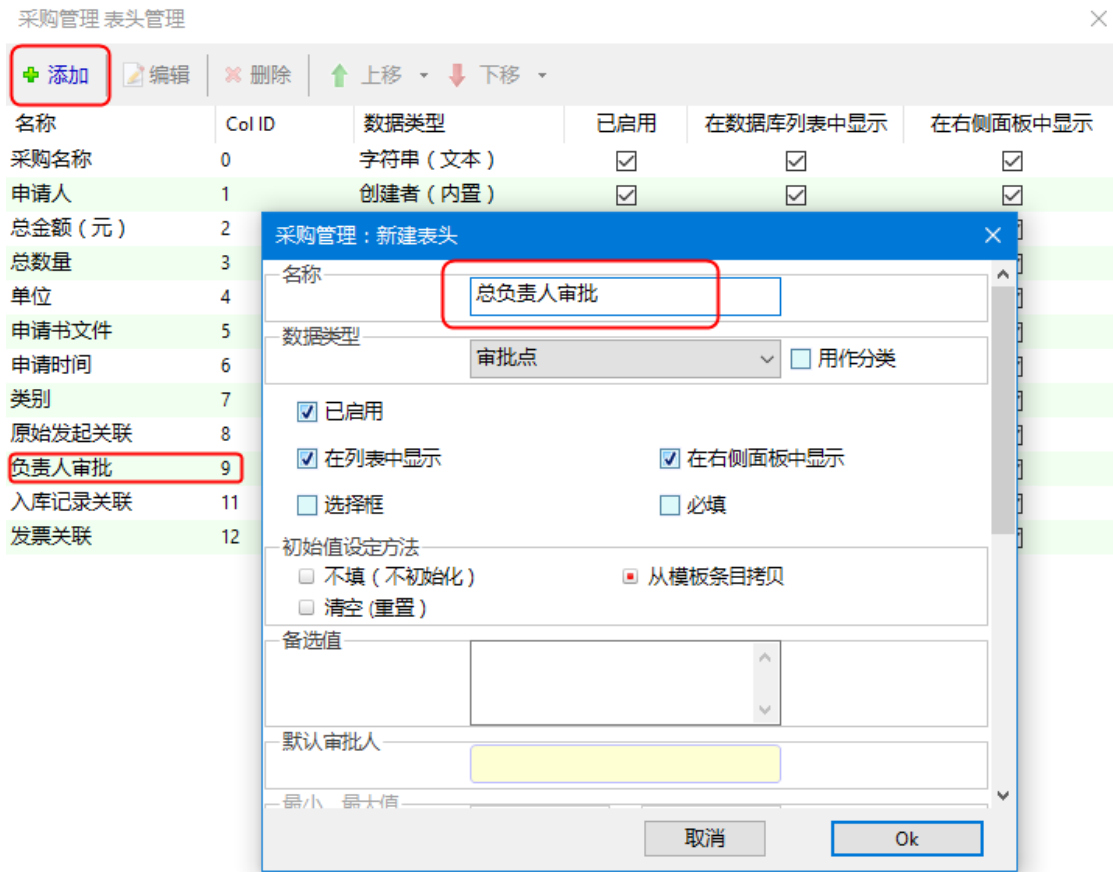 采购管理 表头管理
添加 编辑 删除 上移 下移
名称 Col ID 数据类型 已启用 在数据库列表中显示 在右侧面板中显示
采购名称 0 字符串（文本）
申请人 1 创建者（内置）
总金额（元） 2
总数量 3
单位 4
申请书文件 5
申请时间 6
类别 7
原始发起关联 8
负责人审批 9
入库记录关联 11
发票关联 12
采购管理：新建表头
名称
总负责人审批
数据类型
审批点 用作分类
已启用
在列表中显示 在右侧面板中显示
选择框 必填
初始值设定方法
不填（不初始化） 从模板条目拷贝
清空 (重置）
备选值
默认审批人
最小、最大值
取消 Ok